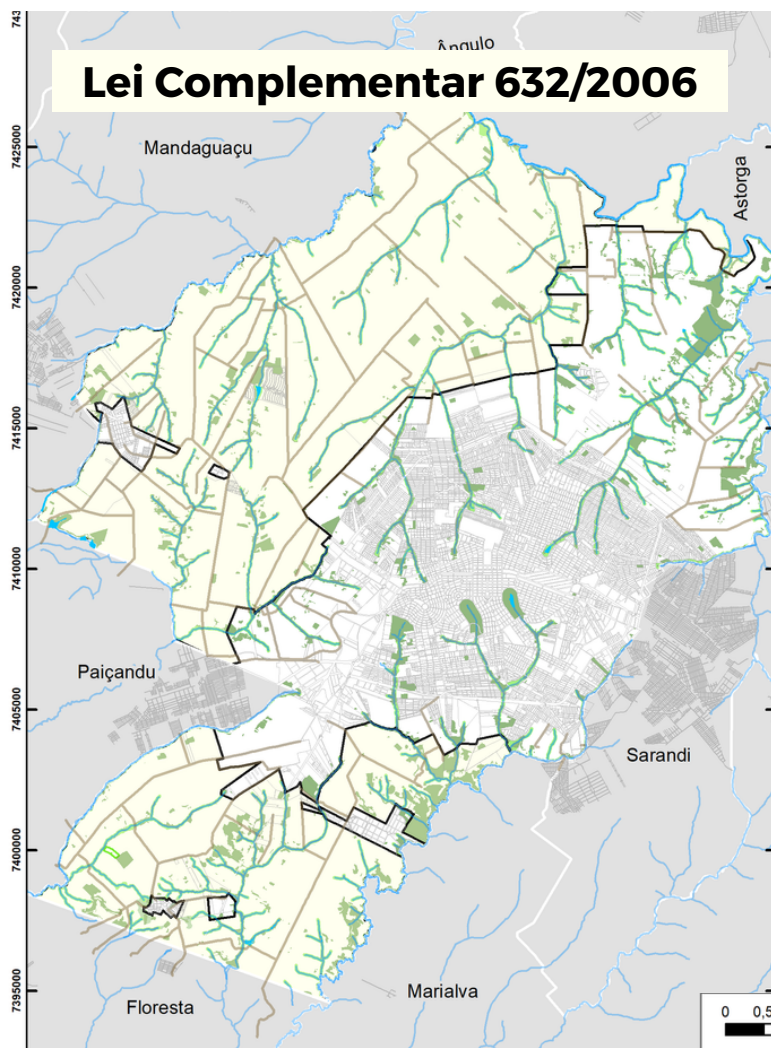 Ângulo
Lei Complementar 632/2006
Mandaguaçu
Astorga
7425000
7420000
7415000
7410000
Paiçandu
7405000
Sarandi
7400000
7395000
Marialva
Floresta
0 0,5